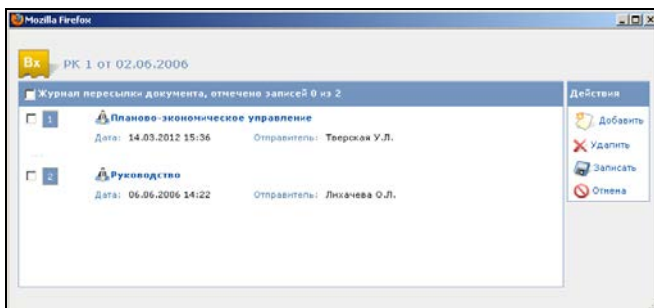 Mozilla Firefox
Вх РК 1 от 02.06.2006
Журнал пересылки документа, отмечено записей 0 из 2
Действия
1 Планово-экономическое управление
Дата: 14.03.2012 15:36 Отправитель: Тверская У.Л.
2 Руководство
Дата: 06.06.2006 14:22 Отправитель: Лихачева О.Л.
Добавить
Удалить
Записать
Отмена